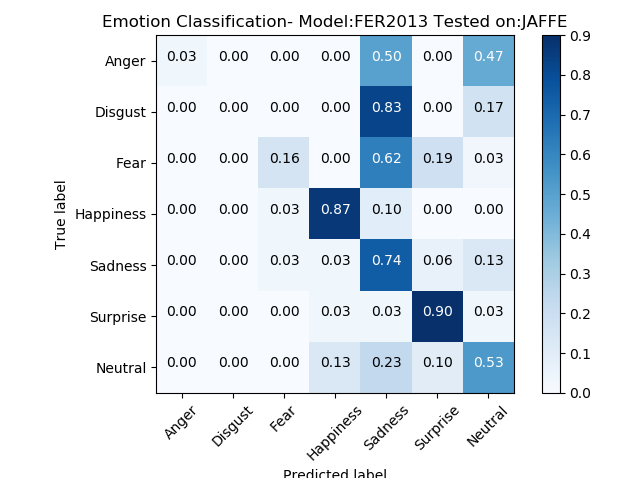 Emotion Classification- Model:FER2013 Tested on:JAFFE
True label
Anger 0.03 0.00 0.00 0.00 0.50 0.00 0.47
Disgust 0.00 0.00 0.00 0.00 0.83 0.00 0.17
Fear 0.00 0.00 0.16 0.00 0.62 0.19 0.03
Happiness 0.00 0.00 0.03 0.87 0.10 0.00 0.00
Sadness 0.00 0.00 0.03 0.03 0.74 0.06 0.13
Surprise 0.00 0.00 0.00 0.03 0.03 0.90 0.03
Neutral 0.00 0.00 0.00 0.13 0.23 0.10 0.53
Anger Disgust Fear Happiness Sadness Surprise Neutral
Predicted label
0.9
0.8
0.7
0.6
0.5
0.4
0.3
0.2
0.1
0.0